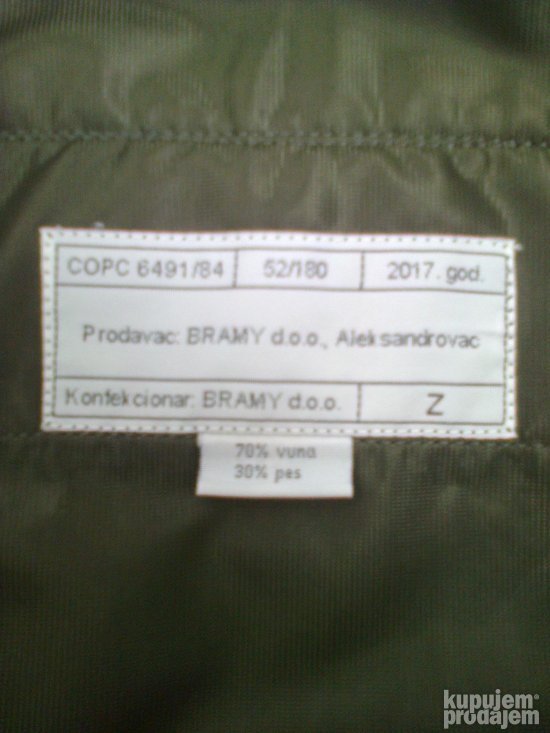 COPC 6491/84 52/180 2017. god.
Prodavac: BRAMY d.o.o., Aleksandrovac
Konfekcionar: BRAMY d.o.o. Z
70% vuna
30% pes
kupujem
prodajem